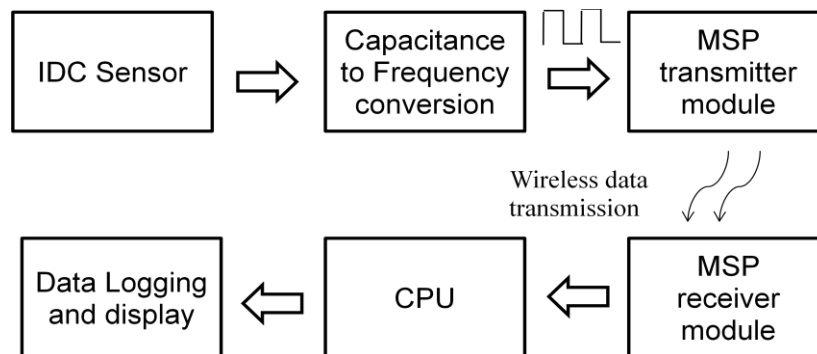 IDC Sensor
Capacitance
to Frequency
conversion
MSP
transmitter
module
Wireless data
transmission
MSP
receiver
module
CPU
Data Logging
and display